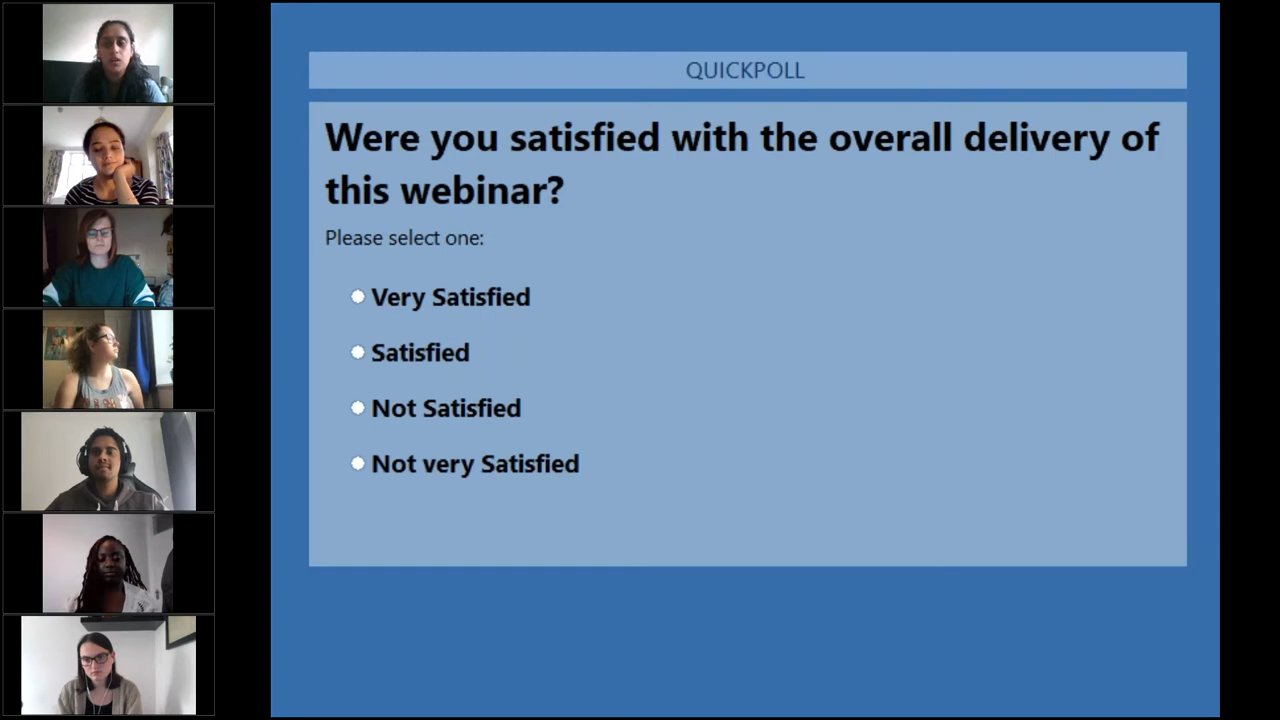 QUICKPOLL
Were you satisfied with the overall delivery of
this webinar?
Please select one:
Very Satisfied
Satisfied
Not Satisfied
Not very Satisfied